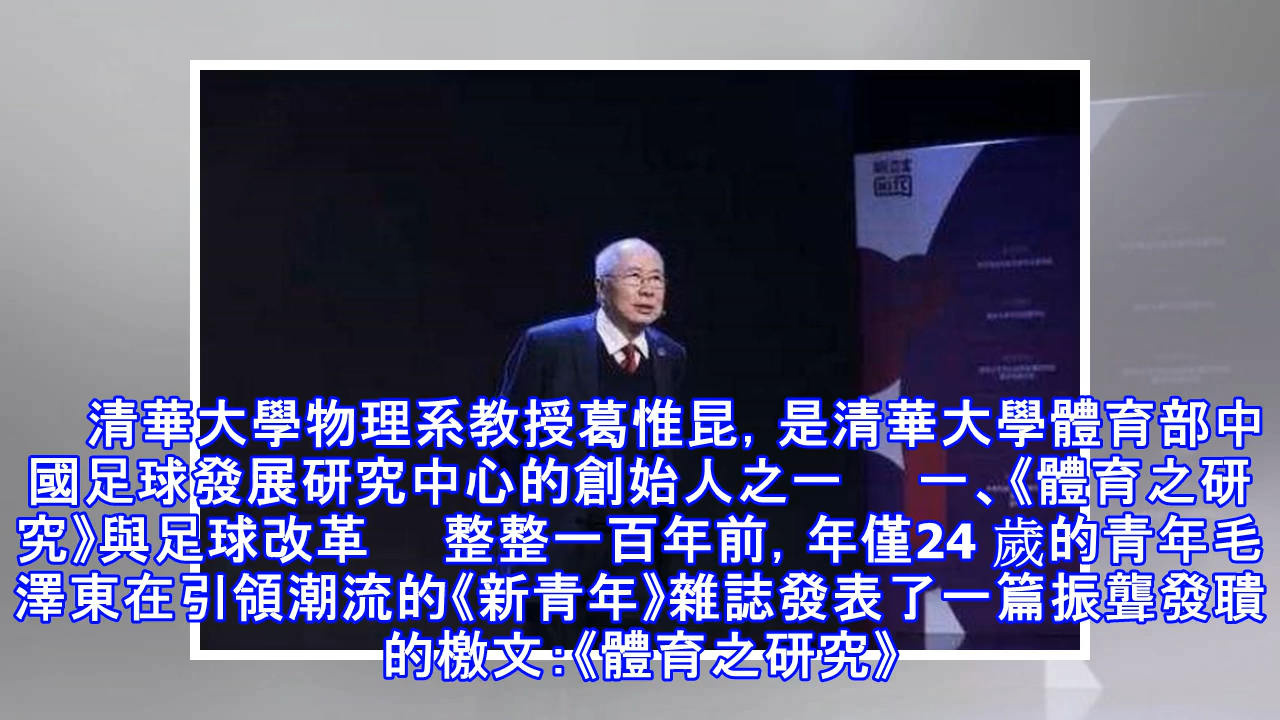 清華大學物理系教授葛惟昆，是清華大學體育部中
國足球發展研究中心的創始人之一 一、《體育之研
究》與足球改革 整整一百年前，年僅24 歲的青年毛
澤東在引領潮流的《新青年》雜誌發表了一篇振聾發聵
的檄文：《體育之研究》